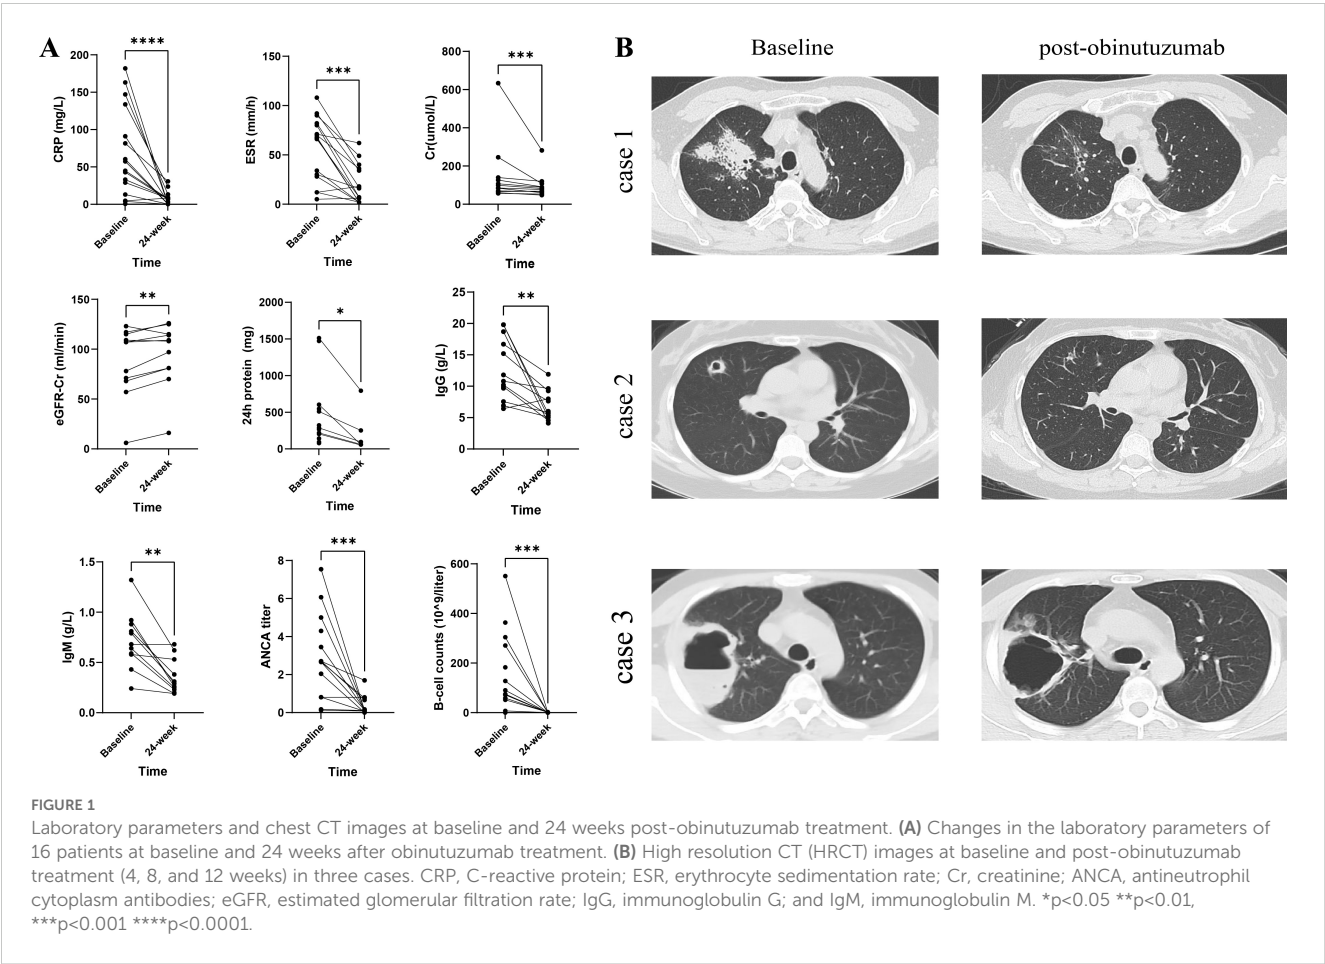 A
B
Baseline
post-obinutuzumab
case 1
case 2
case 3
****
CRP (mg/L)
200
150
100
50
0
Baseline
24-week
Time
***
ESR (mm/h)
150
100
50
0
Baseline
24-week
Time
***
Cr(umol/L)
800
600
400
200
0
Baseline
24-week
Time
**
eGFR-Cr (ml/min)
150
100
50
0
Baseline
24-week
Time
*
24h protein (mg)
2000
1500
1000
500
0
Baseline
24-week
Time
**
IgG (g/L)
25
20
15
10
5
0
Baseline
24-week
Time
**
IgM (g/L)
1.5
1.0
0.5
0.0
Baseline
24-week
Time
***
ANCA titer
8
6
4
2
0
Baseline
24-week
Time
***
B-cell counts (10^9/liter)
600
400
200
0
Baseline
24-week
Time
FIGURE 1
Laboratory parameters and chest CT images at baseline and 24 weeks post-obinutuzumab treatment. (A) Changes in the laboratory parameters of
16 patients at baseline and 24 weeks after obinutuzumab treatment. (B) High resolution CT (HRCT) images at baseline and post-obinutuzumab
treatment (4, 8, and 12 weeks) in three cases. CRP, C-reactive protein; ESR, erythrocyte sedimentation rate; Cr, creatinine; ANCA, antineutrophil
cytoplasm antibodies; eGFR, estimated glomerular filtration rate; IgG, immunoglobulin G; and IgM, immunoglobulin M. *p<0.05 **p<0.01,
***p<0.001 ****p<0.0001.